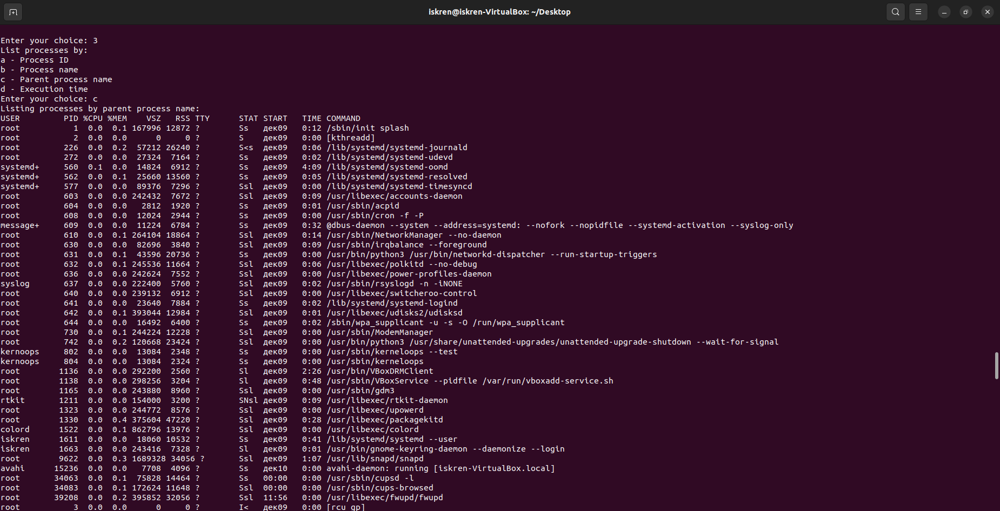 iskren@iskren-VirtualBox: ~/Desktop
Enter your choice: 3
List processes by:
a - Process ID
b - Process name
c - Parent process name
d - Execution time
Enter your choice: c
Listing processes by parent process name:
USER         PID %CPU %MEM    VSZ   RSS TTY      STAT START   TIME COMMAND
root           1  0.0  0.1 167996 12872 ?        Ss   дек09   0:12 /sbin/init splash
root           2  0.0  0.0      0     0 ?        S    дек09   0:00 [kthreadd]
root         226  0.0  0.2  57212 26240 ?        S<s  дек09   0:06 /lib/systemd/systemd-journald
root         272  0.0  0.0  27324  7164 ?        Ss   дек09   0:02 /lib/systemd/systemd-udevd
systemd+     560  0.1  0.0  14824  6912 ?        Ss   дек09   4:09 /lib/systemd/systemd-oomd
systemd+     562  0.0  0.1  25660 13560 ?        Ss   дек09   0:05 /lib/systemd/systemd-resolved
systemd+     577  0.0  0.0  89376  7296 ?        Ssl  дек09   0:00 /lib/systemd/systemd-timesyncd
root         603  0.0  0.0 242432  7672 ?        Ssl  дек09   0:09 /usr/libexec/accounts-daemon
root         604  0.0  0.0   2812  1920 ?        Ss   дек09   0:01 /usr/sbin/acpid
root         608  0.0  0.0  12024  2944 ?        Ss   дек09   0:00 /usr/sbin/cron -f -P
message+     609  0.0  0.0  11224  6784 ?        Ss   дек09   0:32 @dbus-daemon --system --address=systemd: --nofork --nopidfile --systemd-activation --syslog-only
root         610  0.0  0.1 264104 18864 ?        Ssl  дек09   0:14 /usr/sbin/NetworkManager --no-daemon
root         630  0.0  0.0  82696  3840 ?        Ssl  дек09   0:09 /usr/sbin/irqbalance --foreground
root         631  0.0  0.1  43596 20736 ?        Ss   дек09   0:00 /usr/bin/python3 /usr/bin/networkd-dispatcher --run-startup-triggers
root         632  0.0  0.1 245536 11664 ?        Ssl  дек09   0:06 /usr/libexec/polkitd --no-debug
root         636  0.0  0.0 242624  7552 ?        Ssl  дек09   0:00 /usr/libexec/power-profiles-daemon
syslog       637  0.0  0.0 222400  5760 ?        Ssl  дек09   0:02 /usr/sbin/rsyslogd -n -iNONE
root         640  0.0  0.0 239132  6912 ?        Ssl  дек09   0:00 /usr/libexec/switcheroo-control
root         641  0.0  0.0  23640  7884 ?        Ss   дек09   0:02 /lib/systemd/systemd-logind
root         642  0.0  0.1 393044 12984 ?        Ssl  дек09   0:01 /usr/libexec/udisks2/udisksd
root         644  0.0  0.0  16492  6400 ?        Ss   дек09   0:02 /sbin/wpa_supplicant -u -s -O /run/wpa_supplicant
root         730  0.0  0.1 244224 12228 ?        Ssl  дек09   0:00 /usr/sbin/ModemManager
root         742  0.0  0.2 120668 23424 ?        Ssl  дек09   0:00 /usr/bin/python3 /usr/share/unattended-upgrades/unattended-upgrade-shutdown --wait-for-signal
kernoops     802  0.0  0.0  13084  2348 ?        Ss   дек09   0:00 /usr/sbin/kerneloops --test
kernoops     804  0.0  0.0  13084  2324 ?        Ss   дек09   0:00 /usr/sbin/kerneloops
root        1136  0.0  0.0 292200  2560 ?        Sl   дек09   2:26 /usr/bin/VBoxDRMClient
root        1138  0.0  0.0 298256  3204 ?        Sl   дек09   0:48 /usr/sbin/VBoxService --pidfile /var/run/vboxadd-service.sh
root        1165  0.0  0.0 243880  8960 ?        Ssl  дек09   0:00 /usr/sbin/gdm3
rtkit       1211  0.0  0.0 154000  3200 ?        SNsl дек09   0:09 /usr/libexec/rtkit-daemon
root        1323  0.0  0.0 244772  8576 ?        Ssl  дек09   0:00 /usr/libexec/upowerd
root        1330  0.0  0.4 375604 47220 ?        Ssl  дек09   0:28 /usr/libexec/packagekitd
colord      1522  0.0  0.1 862796 13976 ?        Ssl  дек09   0:00 /usr/libexec/colord
iskren      1611  0.0  0.0  18060 10532 ?        Ss   дек09   0:41 /lib/systemd/systemd --user
iskren      1663  0.0  0.0 243416  7328 ?        Sl   дек09   0:01 /usr/bin/gnome-keyring-daemon --daemonize --login
root        9622  0.0  0.3 1689328 34056 ?       Ssl  дек09   1:07 /usr/lib/snapd/snapd
avahi      15236  0.0  0.0   7708  4096 ?        Ss   дек10   0:00 avahi-daemon: running [iskren-VirtualBox.local]
root       34063  0.0  0.1  75828 14464 ?        Ss   00:00   0:00 /usr/sbin/cupsd -l
root       34083  0.0  0.1 172624 11648 ?        Ssl  00:00   0:00 /usr/sbin/cups-browsed
root       39208  0.0  0.2 395852 32056 ?        Ssl  11:56   0:00 /usr/libexec/fwupd/fwupd
root           3  0.0  0.0      0     0 ?        I<   дек09   0:00 [rcu_gp]